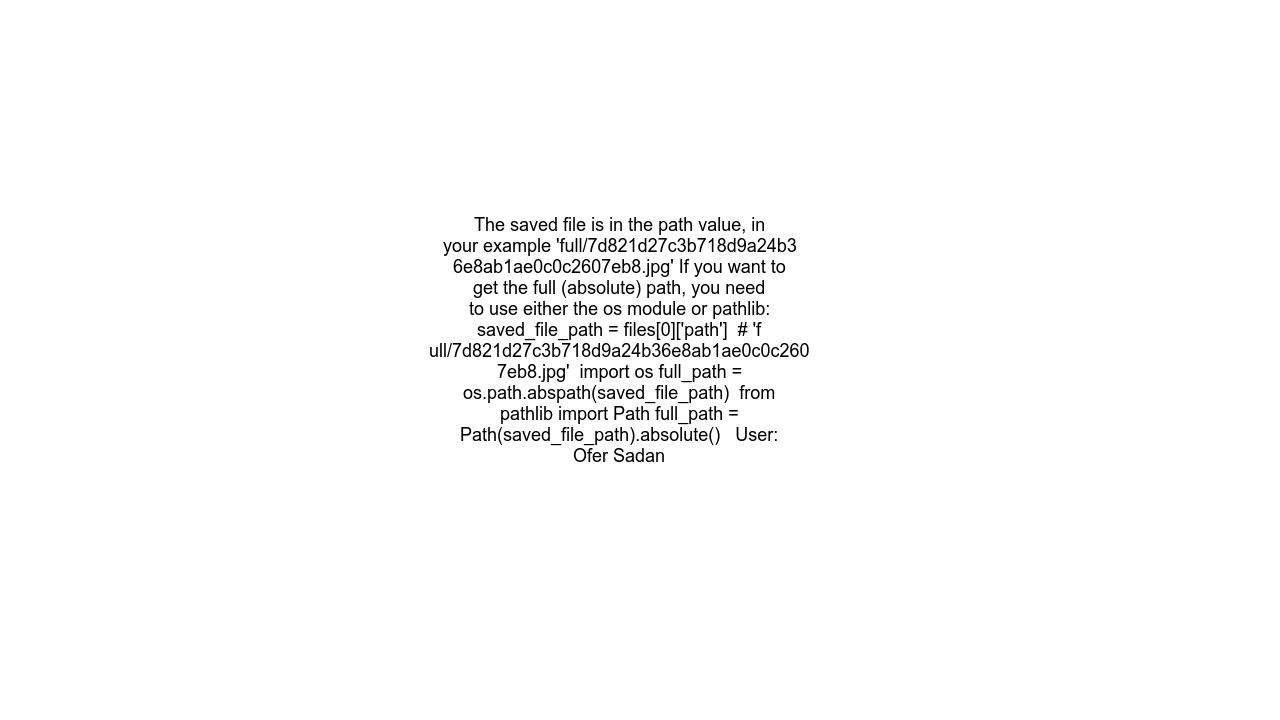 The saved file is in the path value, in
your example 'full/7d821d27c3b718d9a24b3
6e8ab1ae0c0c2607eb8.jpg' If you want to
get the full (absolute) path, you need
to use either the os module or pathlib:
saved_file_path = files[0]['path']  # 'f
ull/7d821d27c3b718d9a24b36e8ab1ae0c0c260
7eb8.jpg'  import os full_path =
os.path.abspath(saved_file_path)  from
pathlib import Path full_path =
Path(saved_file_path).absolute()   User:
Ofer Sadan